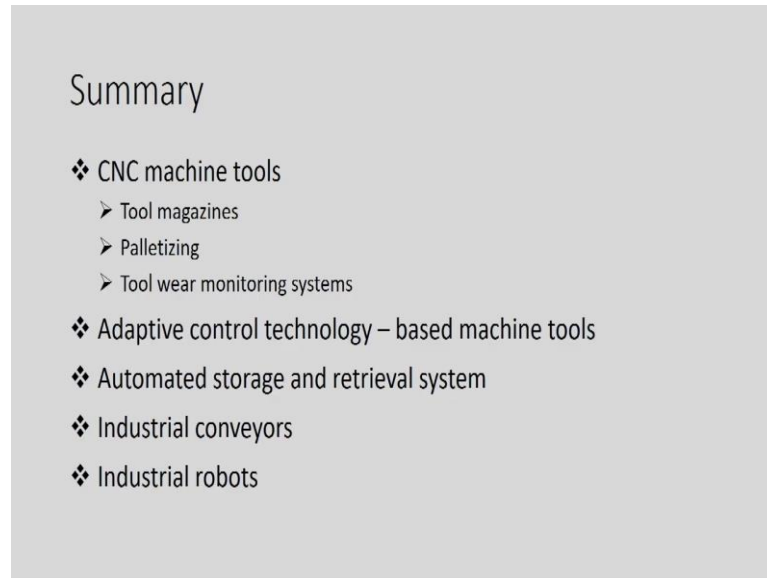 Summary
❖ CNC machine tools
➤ Tool magazines
➤ Palletizing
➤ Tool wear monitoring systems
❖ Adaptive control technology – based machine tools
❖ Automated storage and retrieval system
❖ Industrial conveyors
❖ Industrial robots